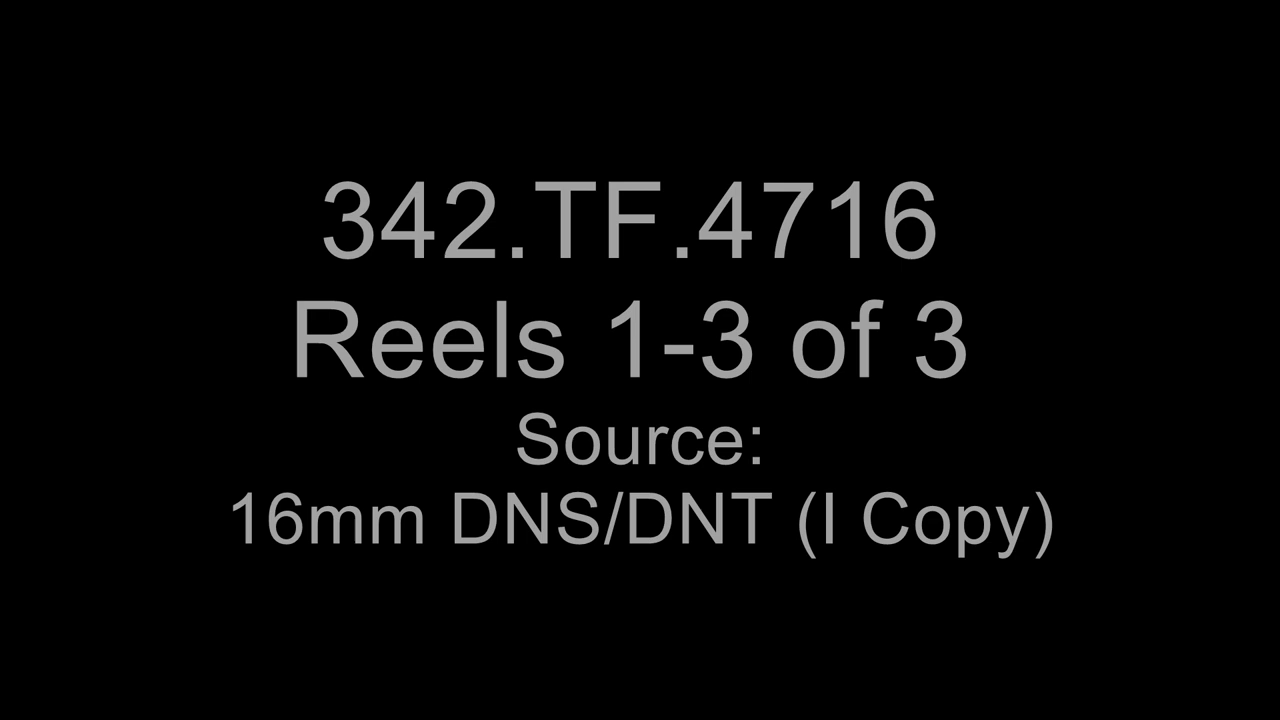 342.TF.4716
Reels 1-3 of 3
Source:
16mm DNS/DNT (I Copy)